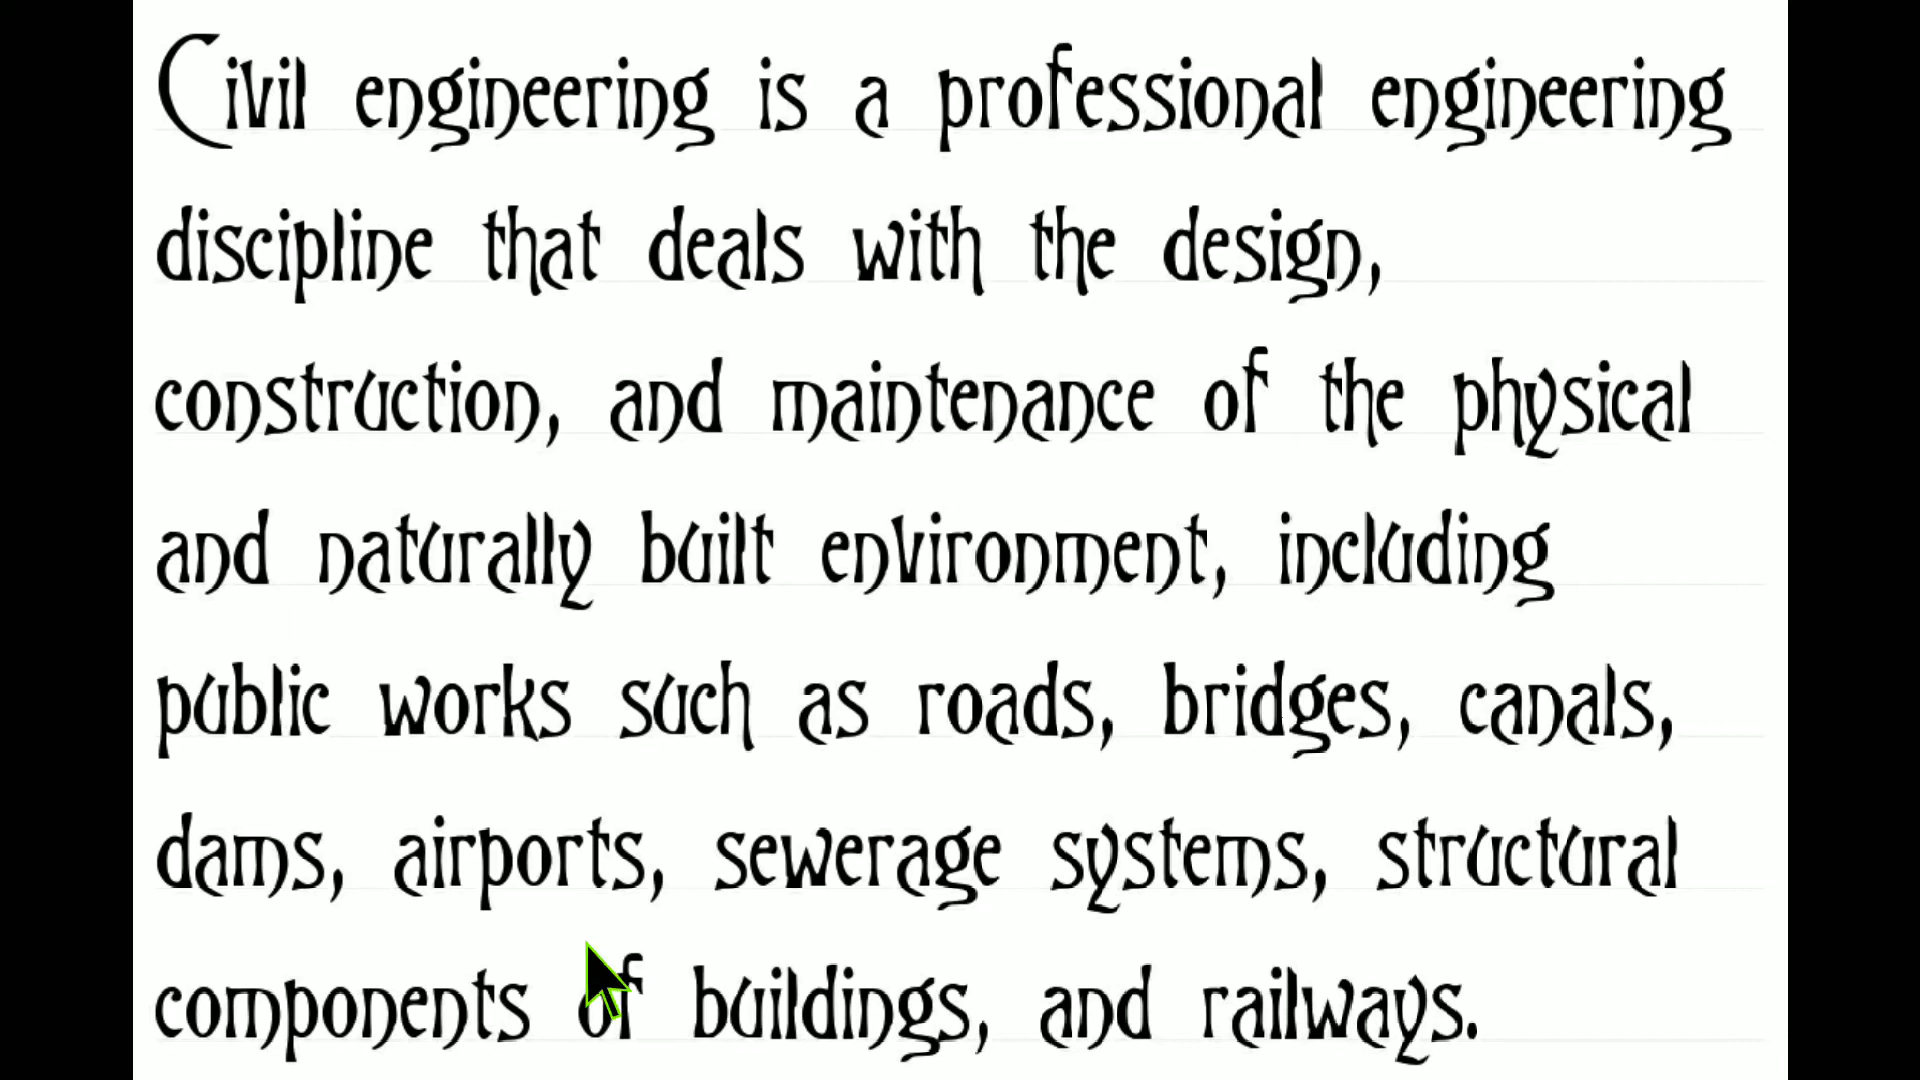 Civil engineering is a professional engineering
discipline that deals with the design,
construction, and maintenance of the physical
and naturally built environment, including
public works such as roads, bridges, canals,
dams, airports, sewerage systems, structural
components of buildings, and railways.